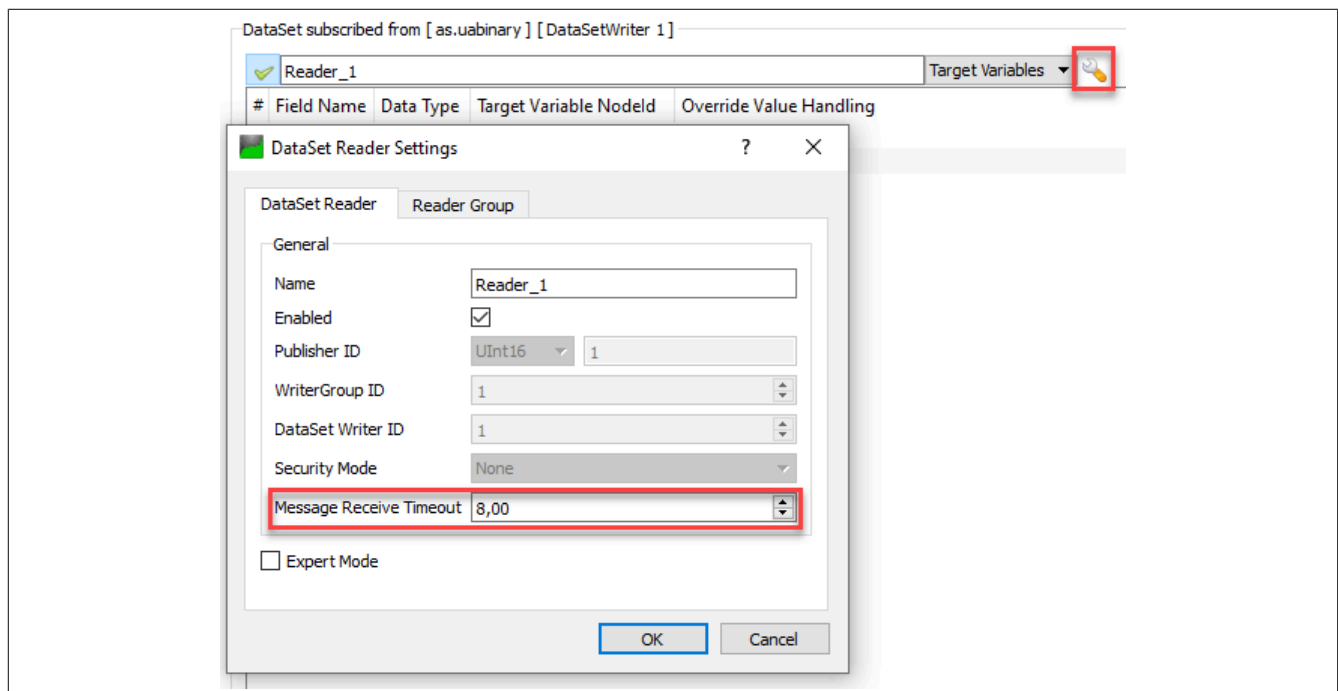 DataSet subscribed from [ as.uabinary ] [ DataSetWriter 1 ]
Reader_1 Target Variables
# Field Name Data Type Target Variable NodeId Override Value Handling
DataSet Reader Settings ?
DataSet Reader Reader Group
General
Name Reader_1
Enabled
Publisher ID UInt16 1
WriterGroup ID 1
DataSet Writer ID 1
Security Mode None
Message Receive Timeout 8,00
Expert Mode
OK Cancel